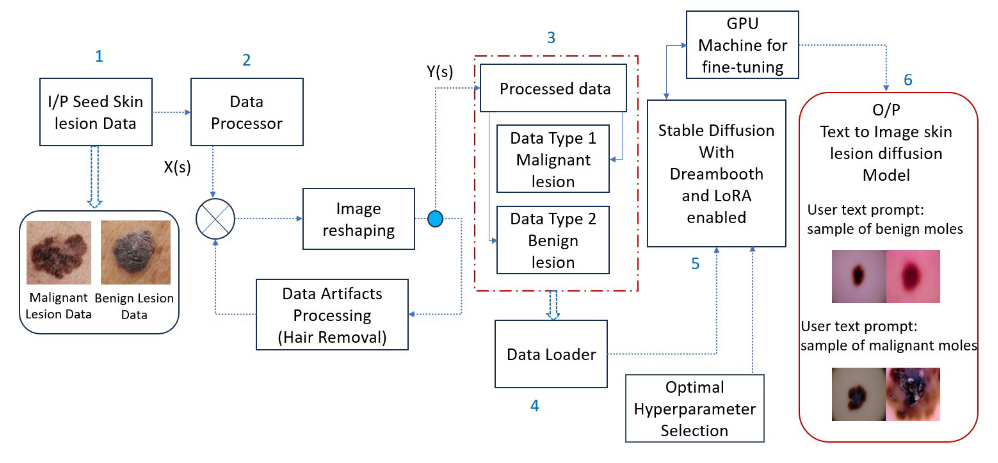 1
I/P Seed Skin
lesion Data
Malignant
Lesion Data
Benign Lesion
Data
2
Data
Processor
X(s)
Image
reshaping
Data Artifacts
Processing
(Hair Removal)
Y(s)
3
Processed data
Data Type 1
Malignant
lesion
Data Type 2
Benign
lesion
Data Loader
4
GPU
Machine for
fine-tuning
Stable Diffusion
With
Dreambooth
and LoRA
enabled
5
Optimal
Hyperparameter
Selection
6
O/P
Text to Image skin
lesion diffusion
Model
User text prompt:
sample of benign moles
User text prompt:
sample of malignant moles